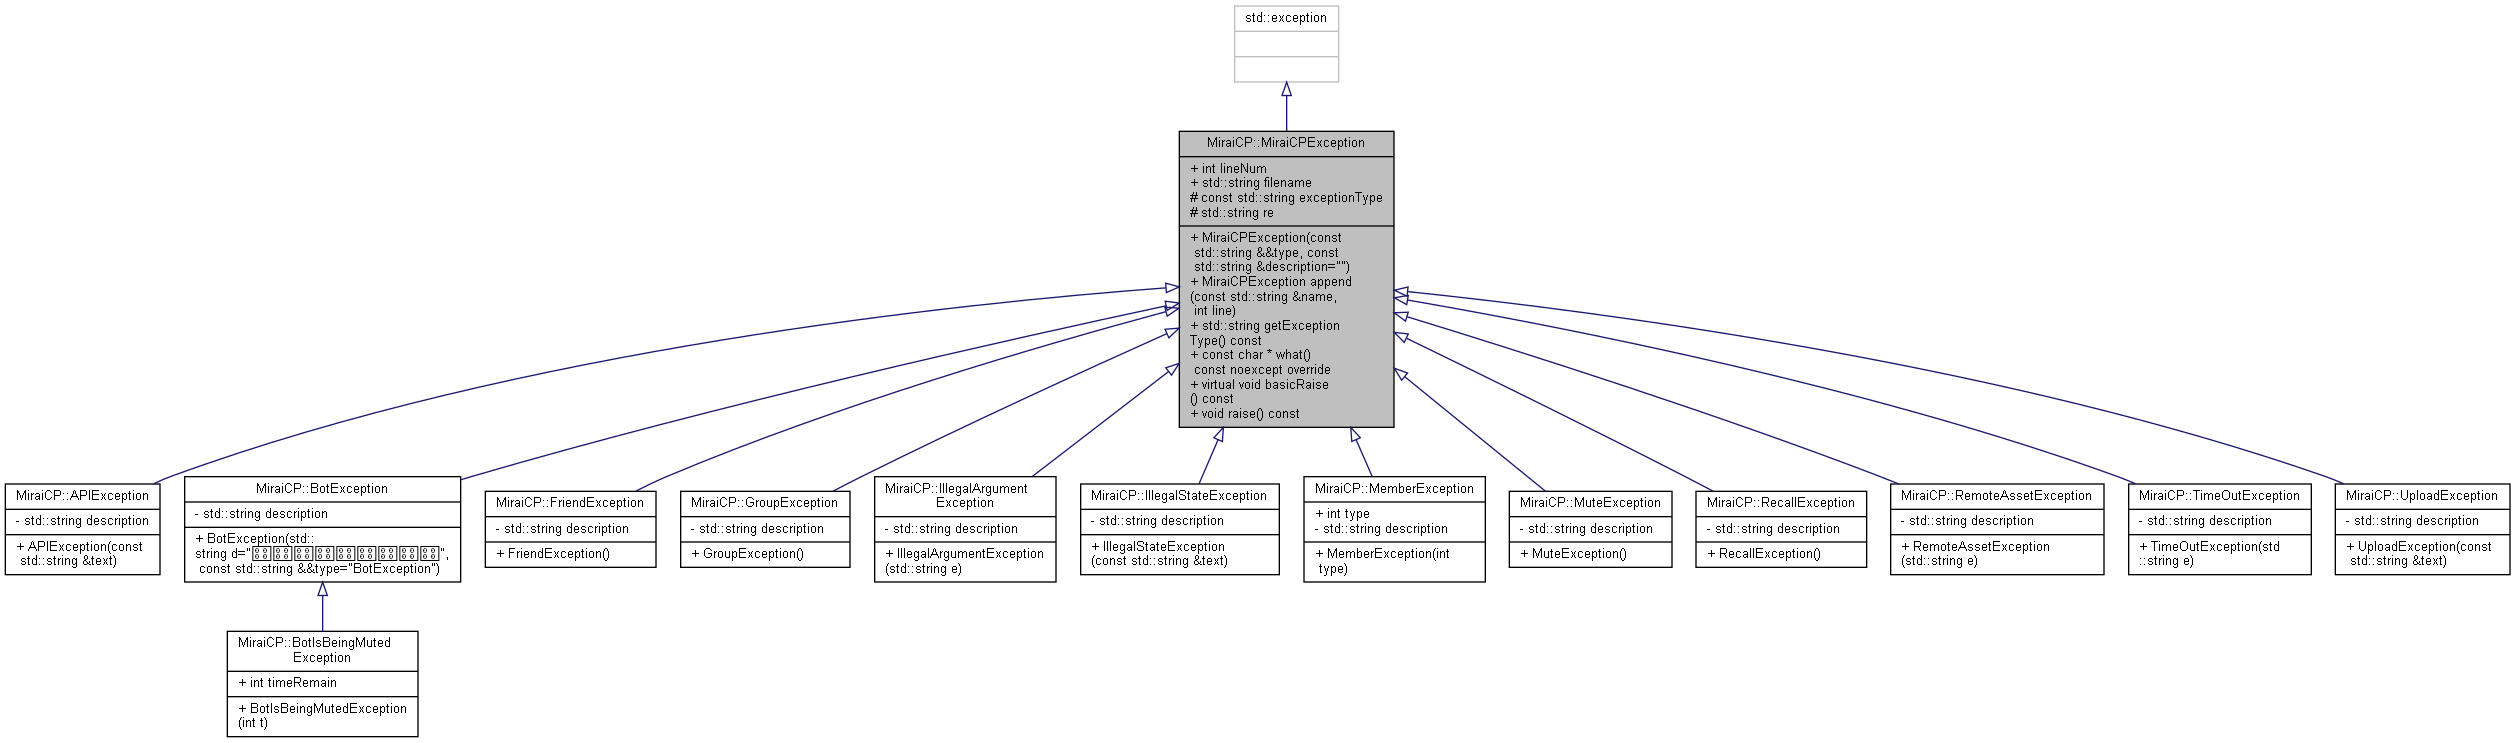 std::exception
MiraiCP::MiraiCPException
+ int lineNum
+ std::string filename
# const std::string exceptionType
# std::string re
+ MiraiCPException(const
std::string &&type, const
std::string &description="")
+ MiraiCPException append
(const std::string &name,
int line)
+ std::string getException
Type() const
+ const char * what()
const noexcept override
+ virtual void basicRaise
() const
+ void raise() const
MiraiCP::APIException
- std::string description
+ APIException(const
std::string &text)
MiraiCP::BotException
- std::string description
+ BotException(std::
string d="",
const std::string &&type="BotException")
MiraiCP::FriendException
- std::string description
+ FriendException()
MiraiCP::GroupException
- std::string description
+ GroupException()
MiraiCP::IllegalArgument
Exception
- std::string description
+ IllegalArgumentException
(std::string e)
MiraiCP::IllegalStateException
- std::string description
+ IllegalStateException
(const std::string &text)
MiraiCP::MemberException
+ int type
- std::string description
+ MemberException(int
type)
MiraiCP::MuteException
- std::string description
+ MuteException()
MiraiCP::RecallException
- std::string description
+ RecallException()
MiraiCP::RemoteAssetException
- std::string description
+ RemoteAssetException
(std::string e)
MiraiCP::TimeOutException
- std::string description
+ TimeOutException(std
::string e)
MiraiCP::UploadException
- std::string description
+ UploadException(const
std::string &text)
MiraiCP::BotIsBeingMuted
Exception
+ int timeRemain
+ BotIsBeingMutedException
(int t)